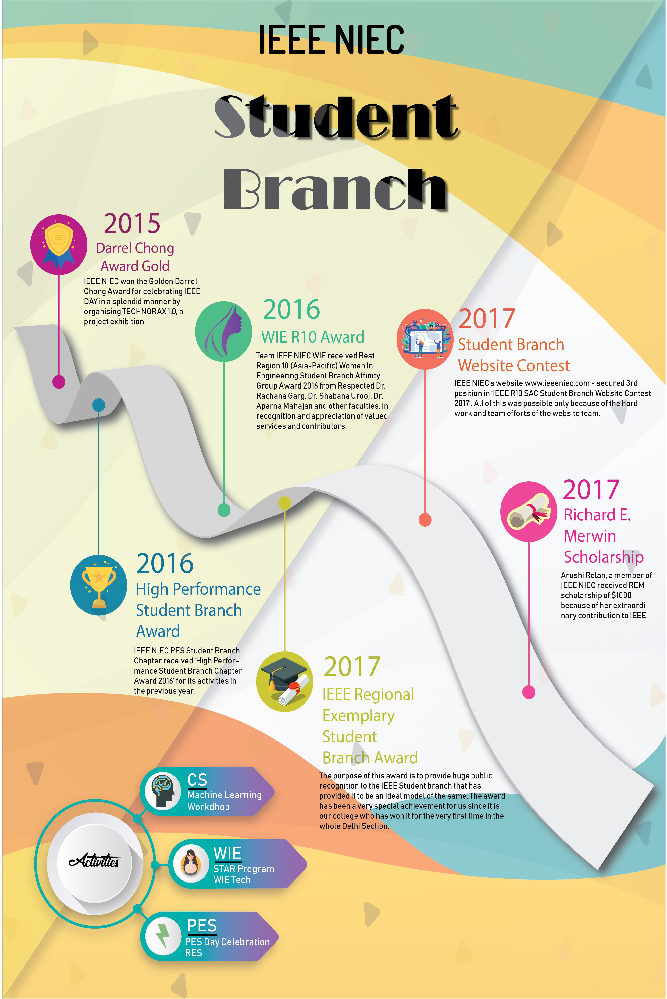 IEEE NIEC
Student
Branch
2015
Darrel Chong
Award Gold
IEEE NIEC won the Golden Darrel
Chong Award for celebrating IEEE
DAY in a splendid manner by
organising TECHNORAX 1.0, a
project exhibition
2016
WIE R10 Award
Team IEEE NIEC WIE received Best
Region 10 (Asia-Pacific) Women In
Engineering Student Branch Affinity
Group Award 2016 from Respected Dr.
Rachana Garg, Dr. Shabana Urooj, Dr.
Aparna Mahajan and other faculties, in
recognition and appreciation of valued
services and contributors.
2017
Student Branch
Website Contest
IEEE NIEC's website www.ieeeniec.com - secured 3rd
position in 'IEEE R10 SAC Student Branch Website Contest
2017'. All of this was possible only because of the hard
work and team efforts of the website team.
2017
Richard E.
Merwin
Scholarship
Arushi Relan, a member of
IEEE NIEC received REM
scholarship of $1000
because of her extraordi
nary contribution to IEEE
2016
High Performance
Student Branch
Award
IEEE NIEC PES Student Branch
Chapter received 'High Perfor-
mance Student Branch Chapter
Award 2016' for its activities in
the previous year
2017
IEEE Regional
Exemplary
Student
Branch Award
The purpose of this award is to provide huge public
recognition to the IEEE Student branch that has
provided it to be an ideal model of the same. The award
has been a very special achievement for us since it is
our college who has won it for the very first time in the
whole Delhi Section.
Activities
CS
Machine Learning
Workdhop
WIE
STAR Program
WIE Tech
PES
PES Day Celebration
RES